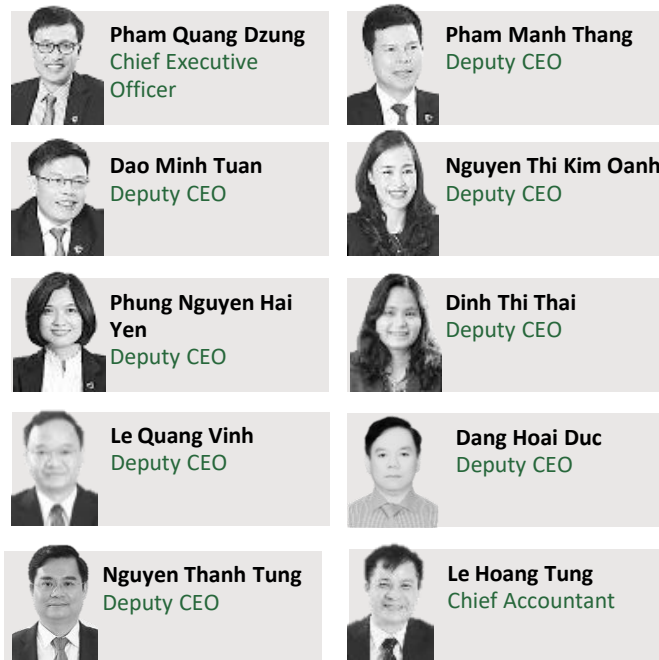 Pham Quang Dzung
Chief Executive
Officer
Pham Manh Thang
Deputy CEO
Dao Minh Tuan
Deputy CEO
Nguyen Thi Kim Oanh
Deputy CEO
Phung Nguyen Hai
Yen
Deputy CEO
Dinh Thi Thai
Deputy CEO
Le Quang Vinh
Deputy CEO
Dang Hoai Duc
Deputy CEO
Nguyen Thanh Tung
Deputy CEO
Le Hoang Tung
Chief Accountant